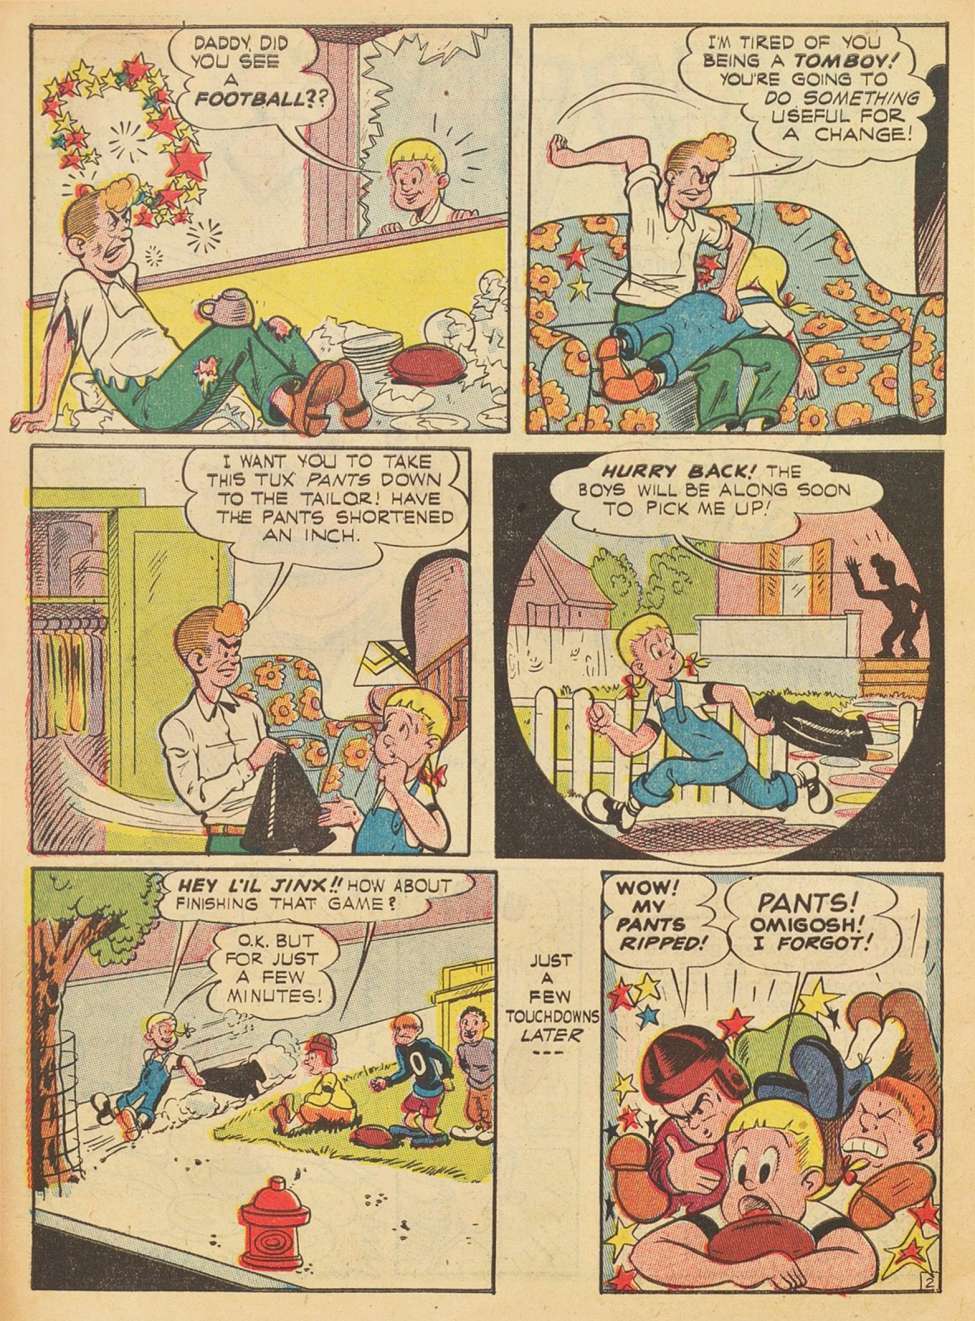 DADDY, DID
YOU SEE
A
FOOTBALL??
I'M TIRED OF YOU
BEING A TOMBOY!
YOU'RE GOING TO
DO SOMETHING
USEFUL FOR
A CHANGE!
I WANT YOU TO TAKE
THIS TUX PANTS DOWN
TO THE TAILOR! HAVE
THE PANTS SHORTENED
AN INCH.
HURRY BACK! THE
BOYS WILL BE ALONG SOON
TO PICK ME UP!
HEY L'IL JINX!! HOW ABOUT
FINISHING THAT GAME?
O.K. BUT
FOR JUST
A FEW
MINUTES!
0
JUST
A
FEW
TOUCHDOWNS
LATER
---
WOW!
MY
PANTS
RIPPED!
PANTS!
OMIGOSH!
I FORGOT!
2